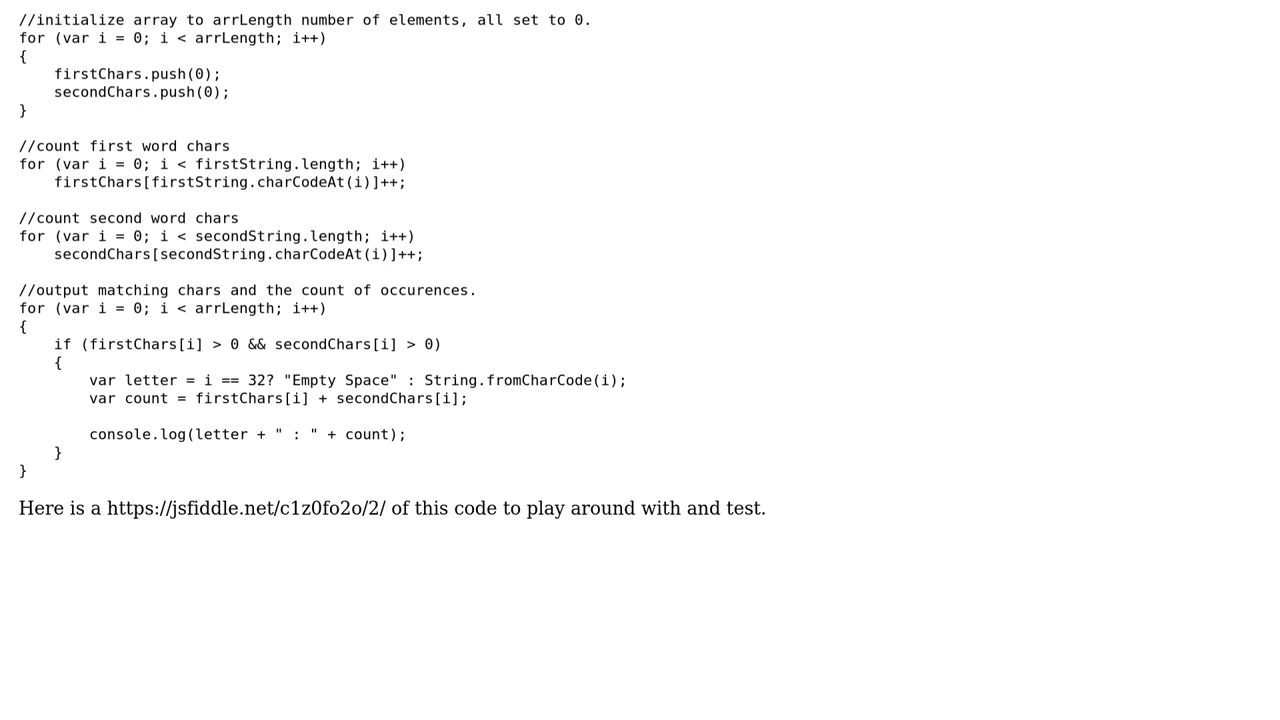 //initialize array to arrLength number of elements, all set to 0.
for (var i = 0; i < arrLength; i++)
{
    firstChars.push(0);
    secondChars.push(0);
}

//count first word chars
for (var i = 0; i < firstString.length; i++)
    firstChars[firstString.charCodeAt(i)]++;

//count second word chars
for (var i = 0; i < secondString.length; i++)
    secondChars[secondString.charCodeAt(i)]++;

//output matching chars and the count of occurences.
for (var i = 0; i < arrLength; i++)
{
    if (firstChars[i] > 0 && secondChars[i] > 0)
    {
        var letter = i == 32? "Empty Space" : String.fromCharCode(i);
        var count = firstChars[i] + secondChars[i];

        console.log(letter + " : " + count);
    }
}
Here is a https://jsfiddle.net/c1z0fo2o/2/ of this code to play around with and test.